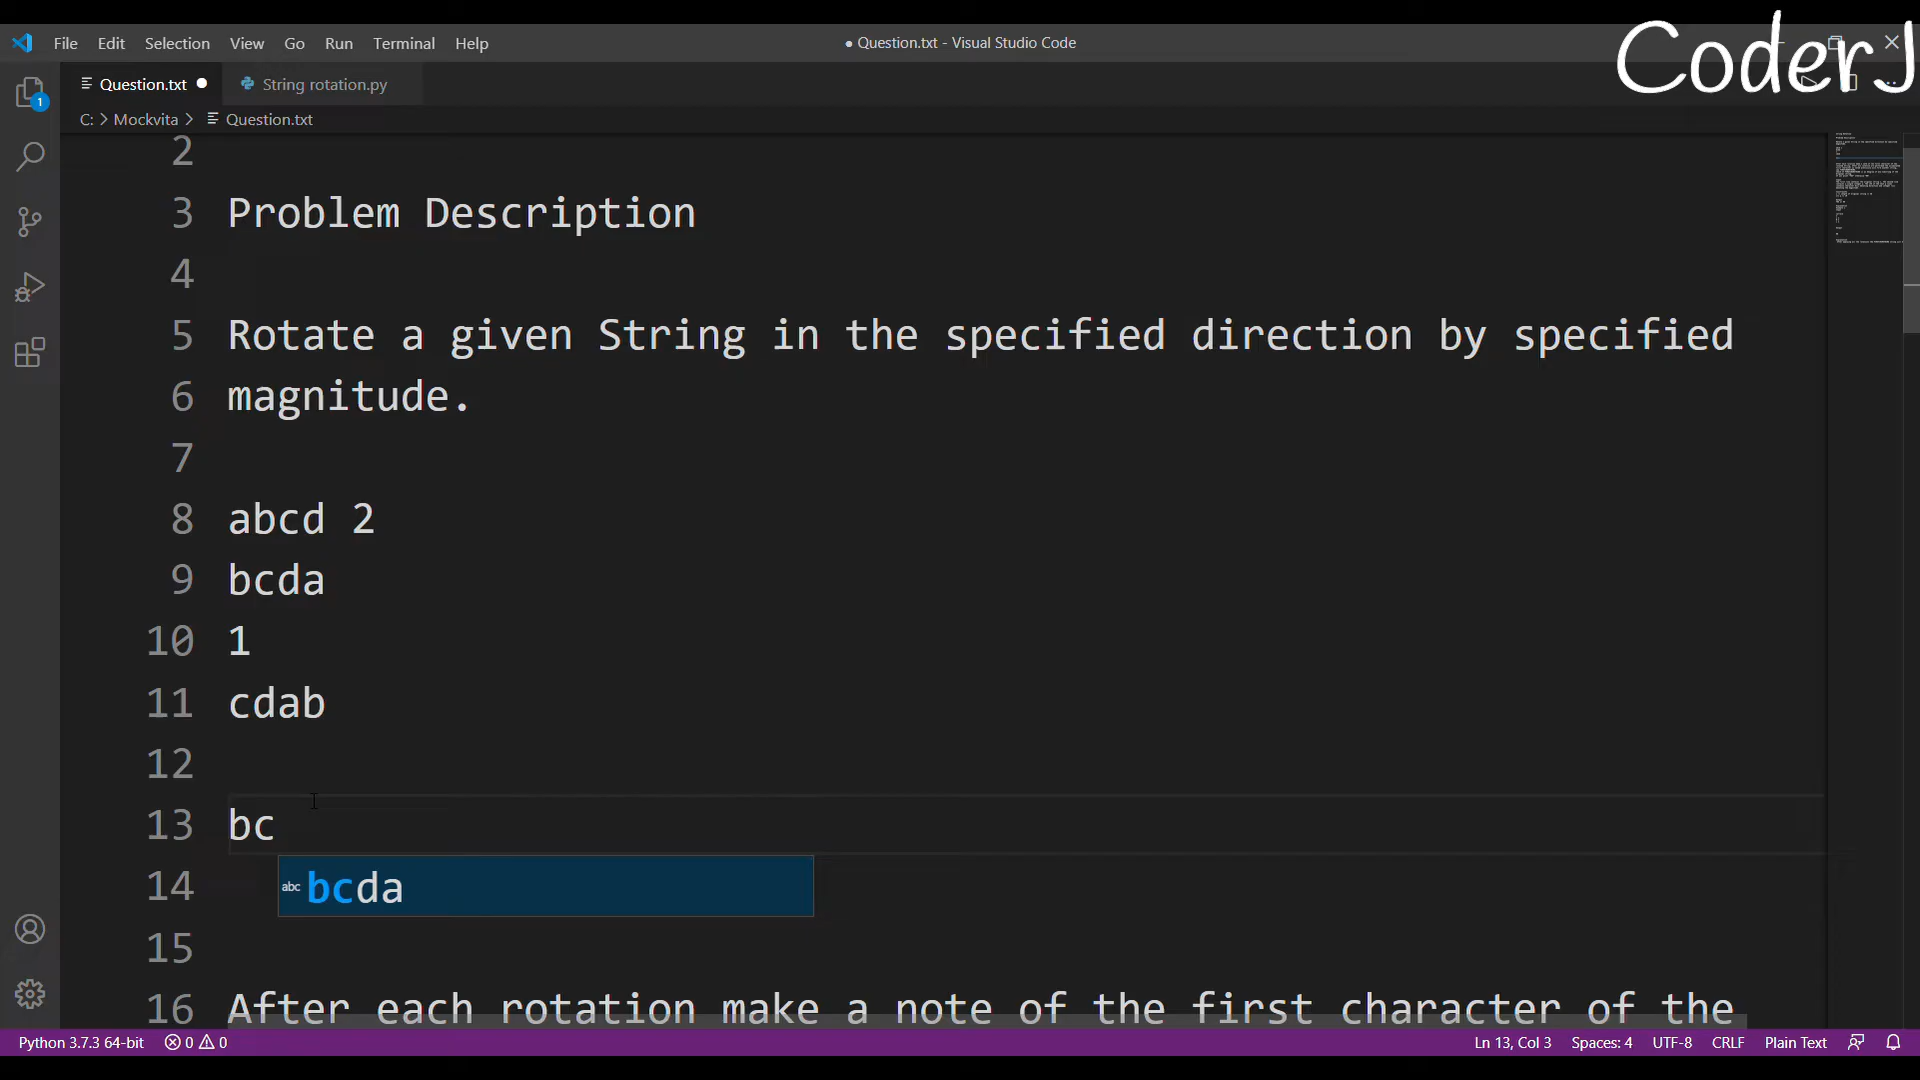 File Edit Selection View Go Run Terminal Help
● Question.txt - Visual Studio Code
CoderJ
Question.txt ●
String rotation.py
C: > Mockvita > Question.txt
1
2
3 Problem Description
4
5 Rotate a given String in the specified direction by specified
6 magnitude.
7
8 abcd 2
9 bcda
10 1
11 cdab
12
13 bc
14
abc bcda
15
16 After each rotation make a note of the first character of the
Python 3.7.3 64-bit 0 0 Ln 13, Col 3 Spaces: 4 UTF-8 CRLF Plain Text